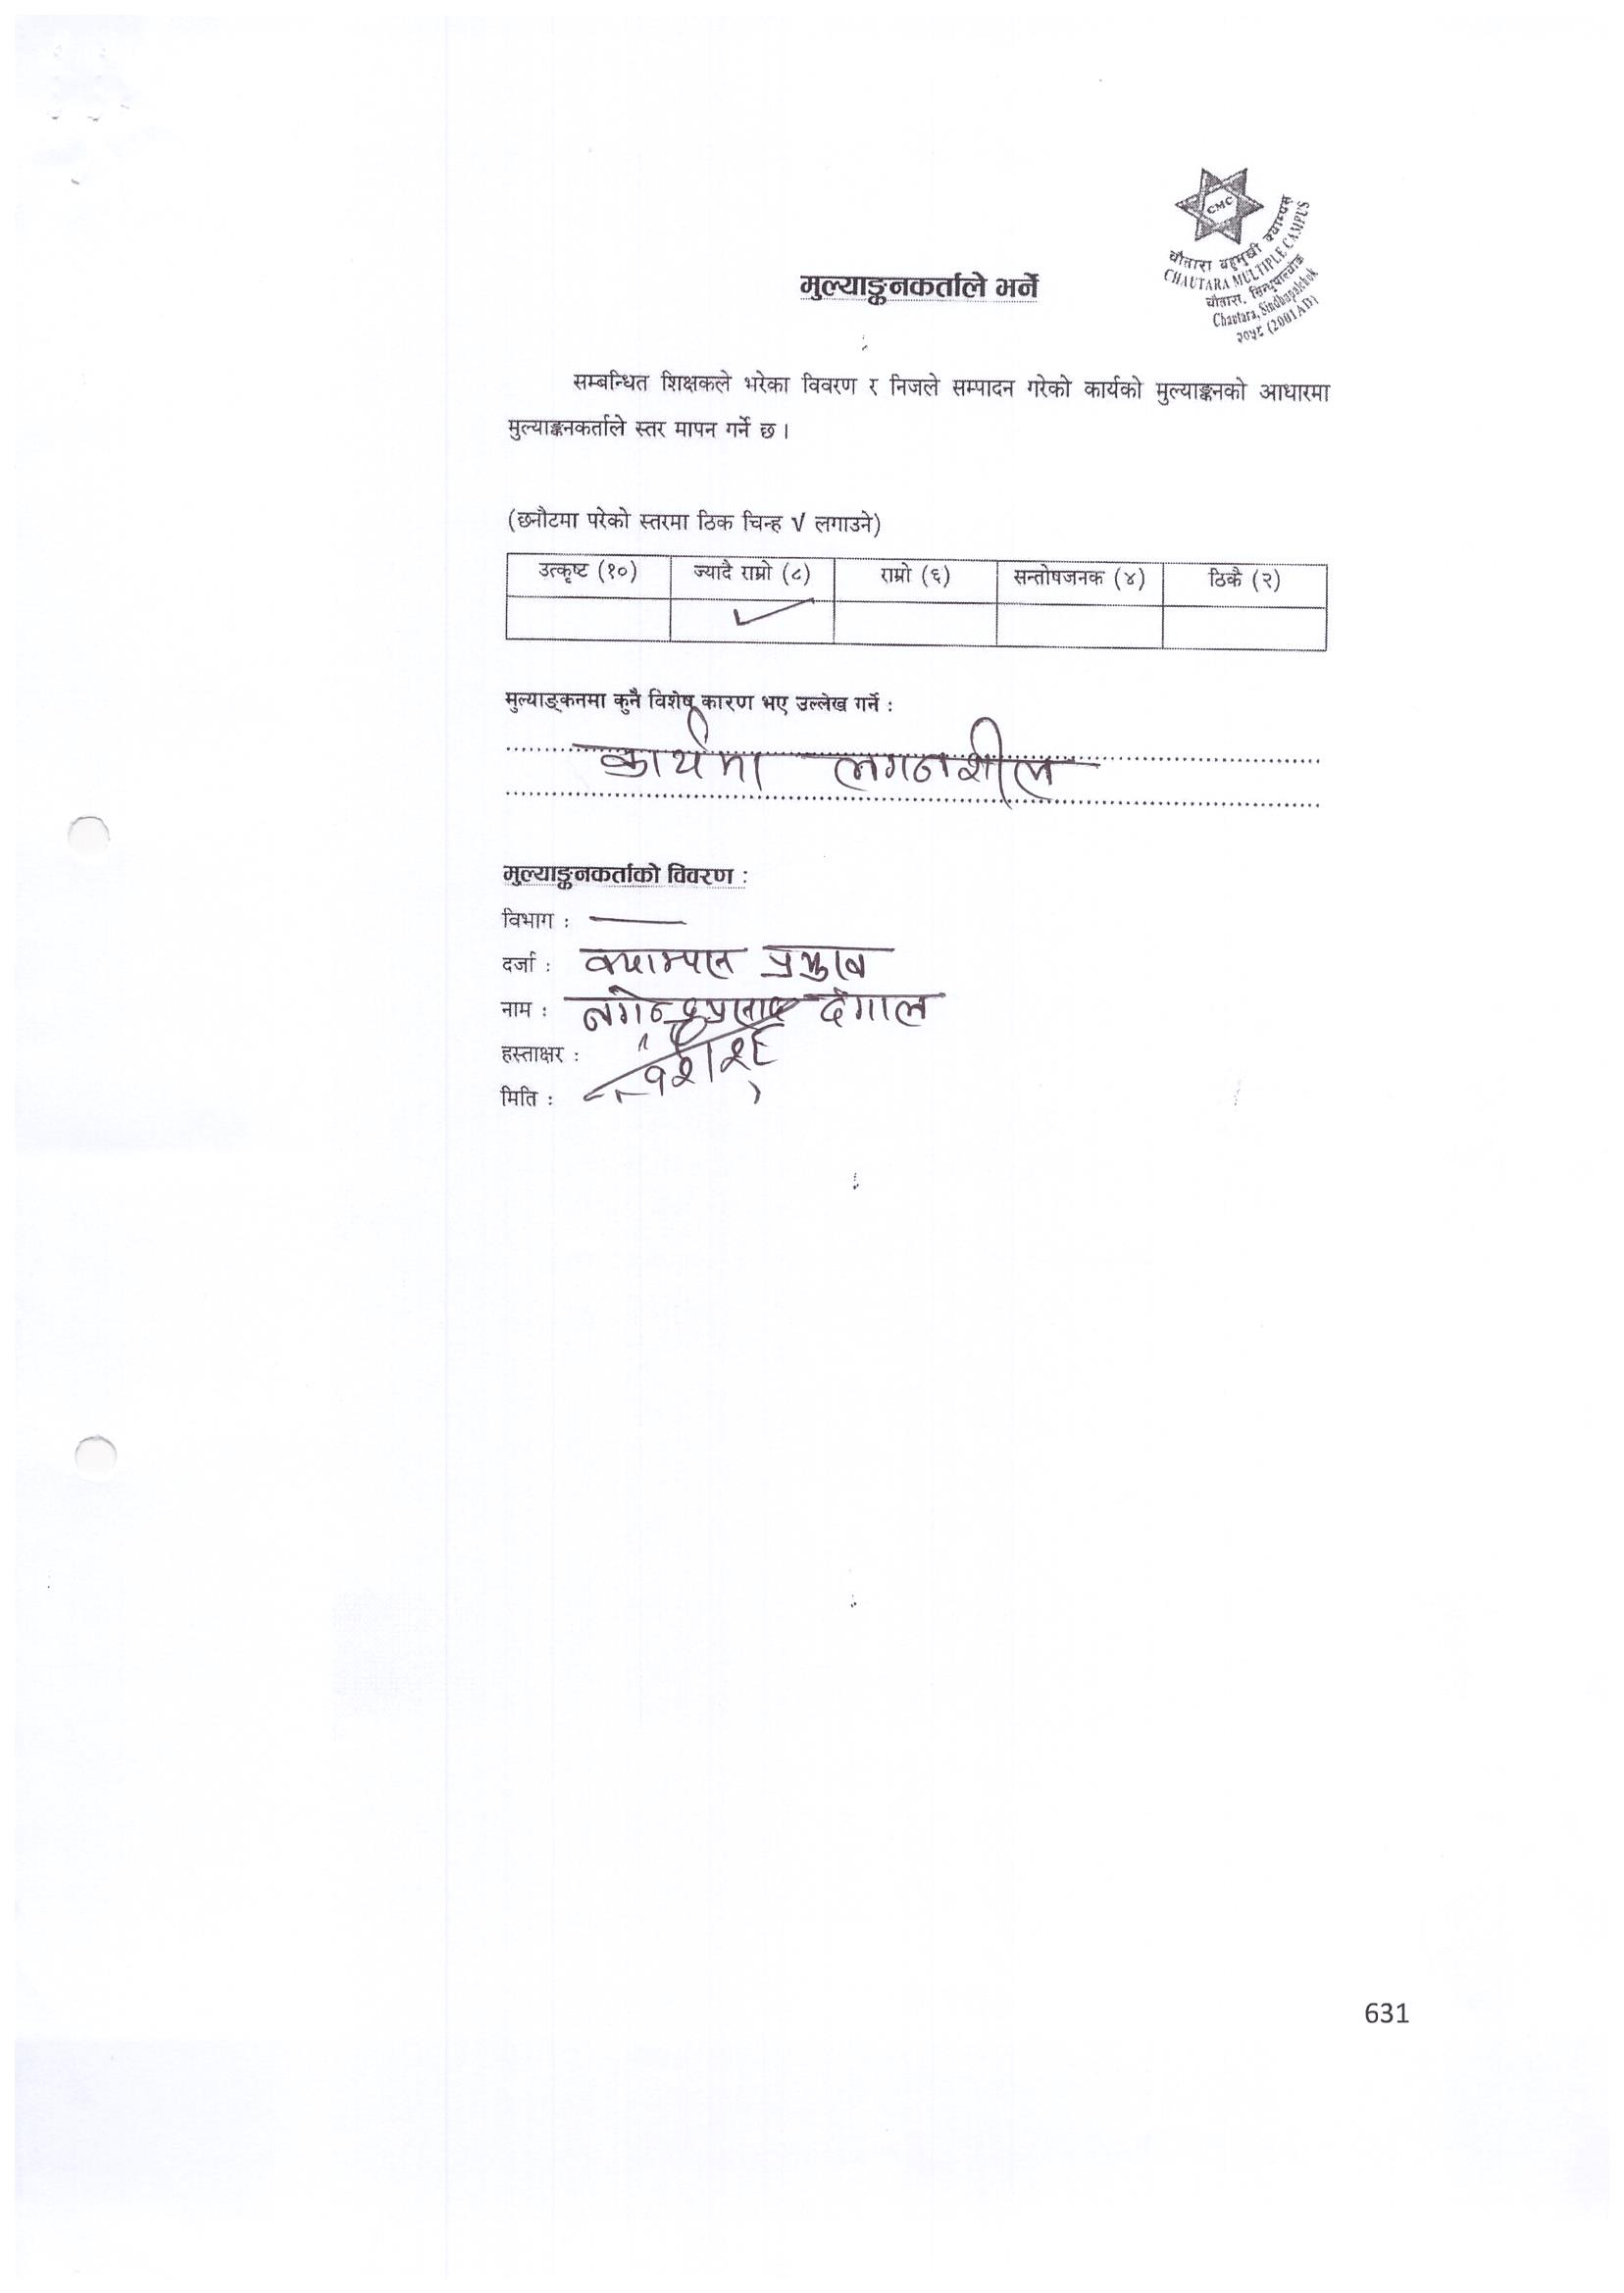 CMC
चौतारा बहुमुखी क्याम्पस
CHAUTARA MULTIPLE CAMPUS
चौतारा, सिन्धुपाल्चोक
Chautara, Sindhupalchok
२०५८ (2001AD)
मुल्याङ्कनकर्ताले भर्ने
सम्बन्धित शिक्षकले भरेका विवरण र निजले सम्पादन गरेको कार्यको मुल्याङ्कनको आधारमा
मुल्याङ्कनकर्ताले स्तर मापन गर्ने छ ।
(छनौटमा परेको स्तरमा ठिक चिन्ह √ लगाउने)
उत्कृष्ट (१०) ज्यादै राम्रो (८) राम्रो (६) सन्तोषजनक (४) ठिकै (२)
✓
मुल्याङ्कनमा कुनै विशेष कारण भए उल्लेख गर्ने :
कार्यमा लगनशील
मुल्याङ्कनकर्ताको विवरण :
विभाग : —
दर्जा : क्याम्पस प्रमुख
नाम : नगेन्द्रप्रसाद दंगाल
हस्ताक्षर :
मिति :
631